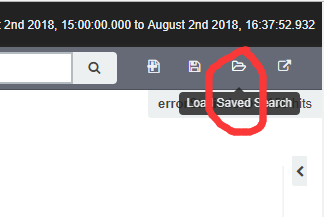 2nd 2018, 15:00:00.000 to August 2nd 2018, 16:37:52.932
Load Saved Search